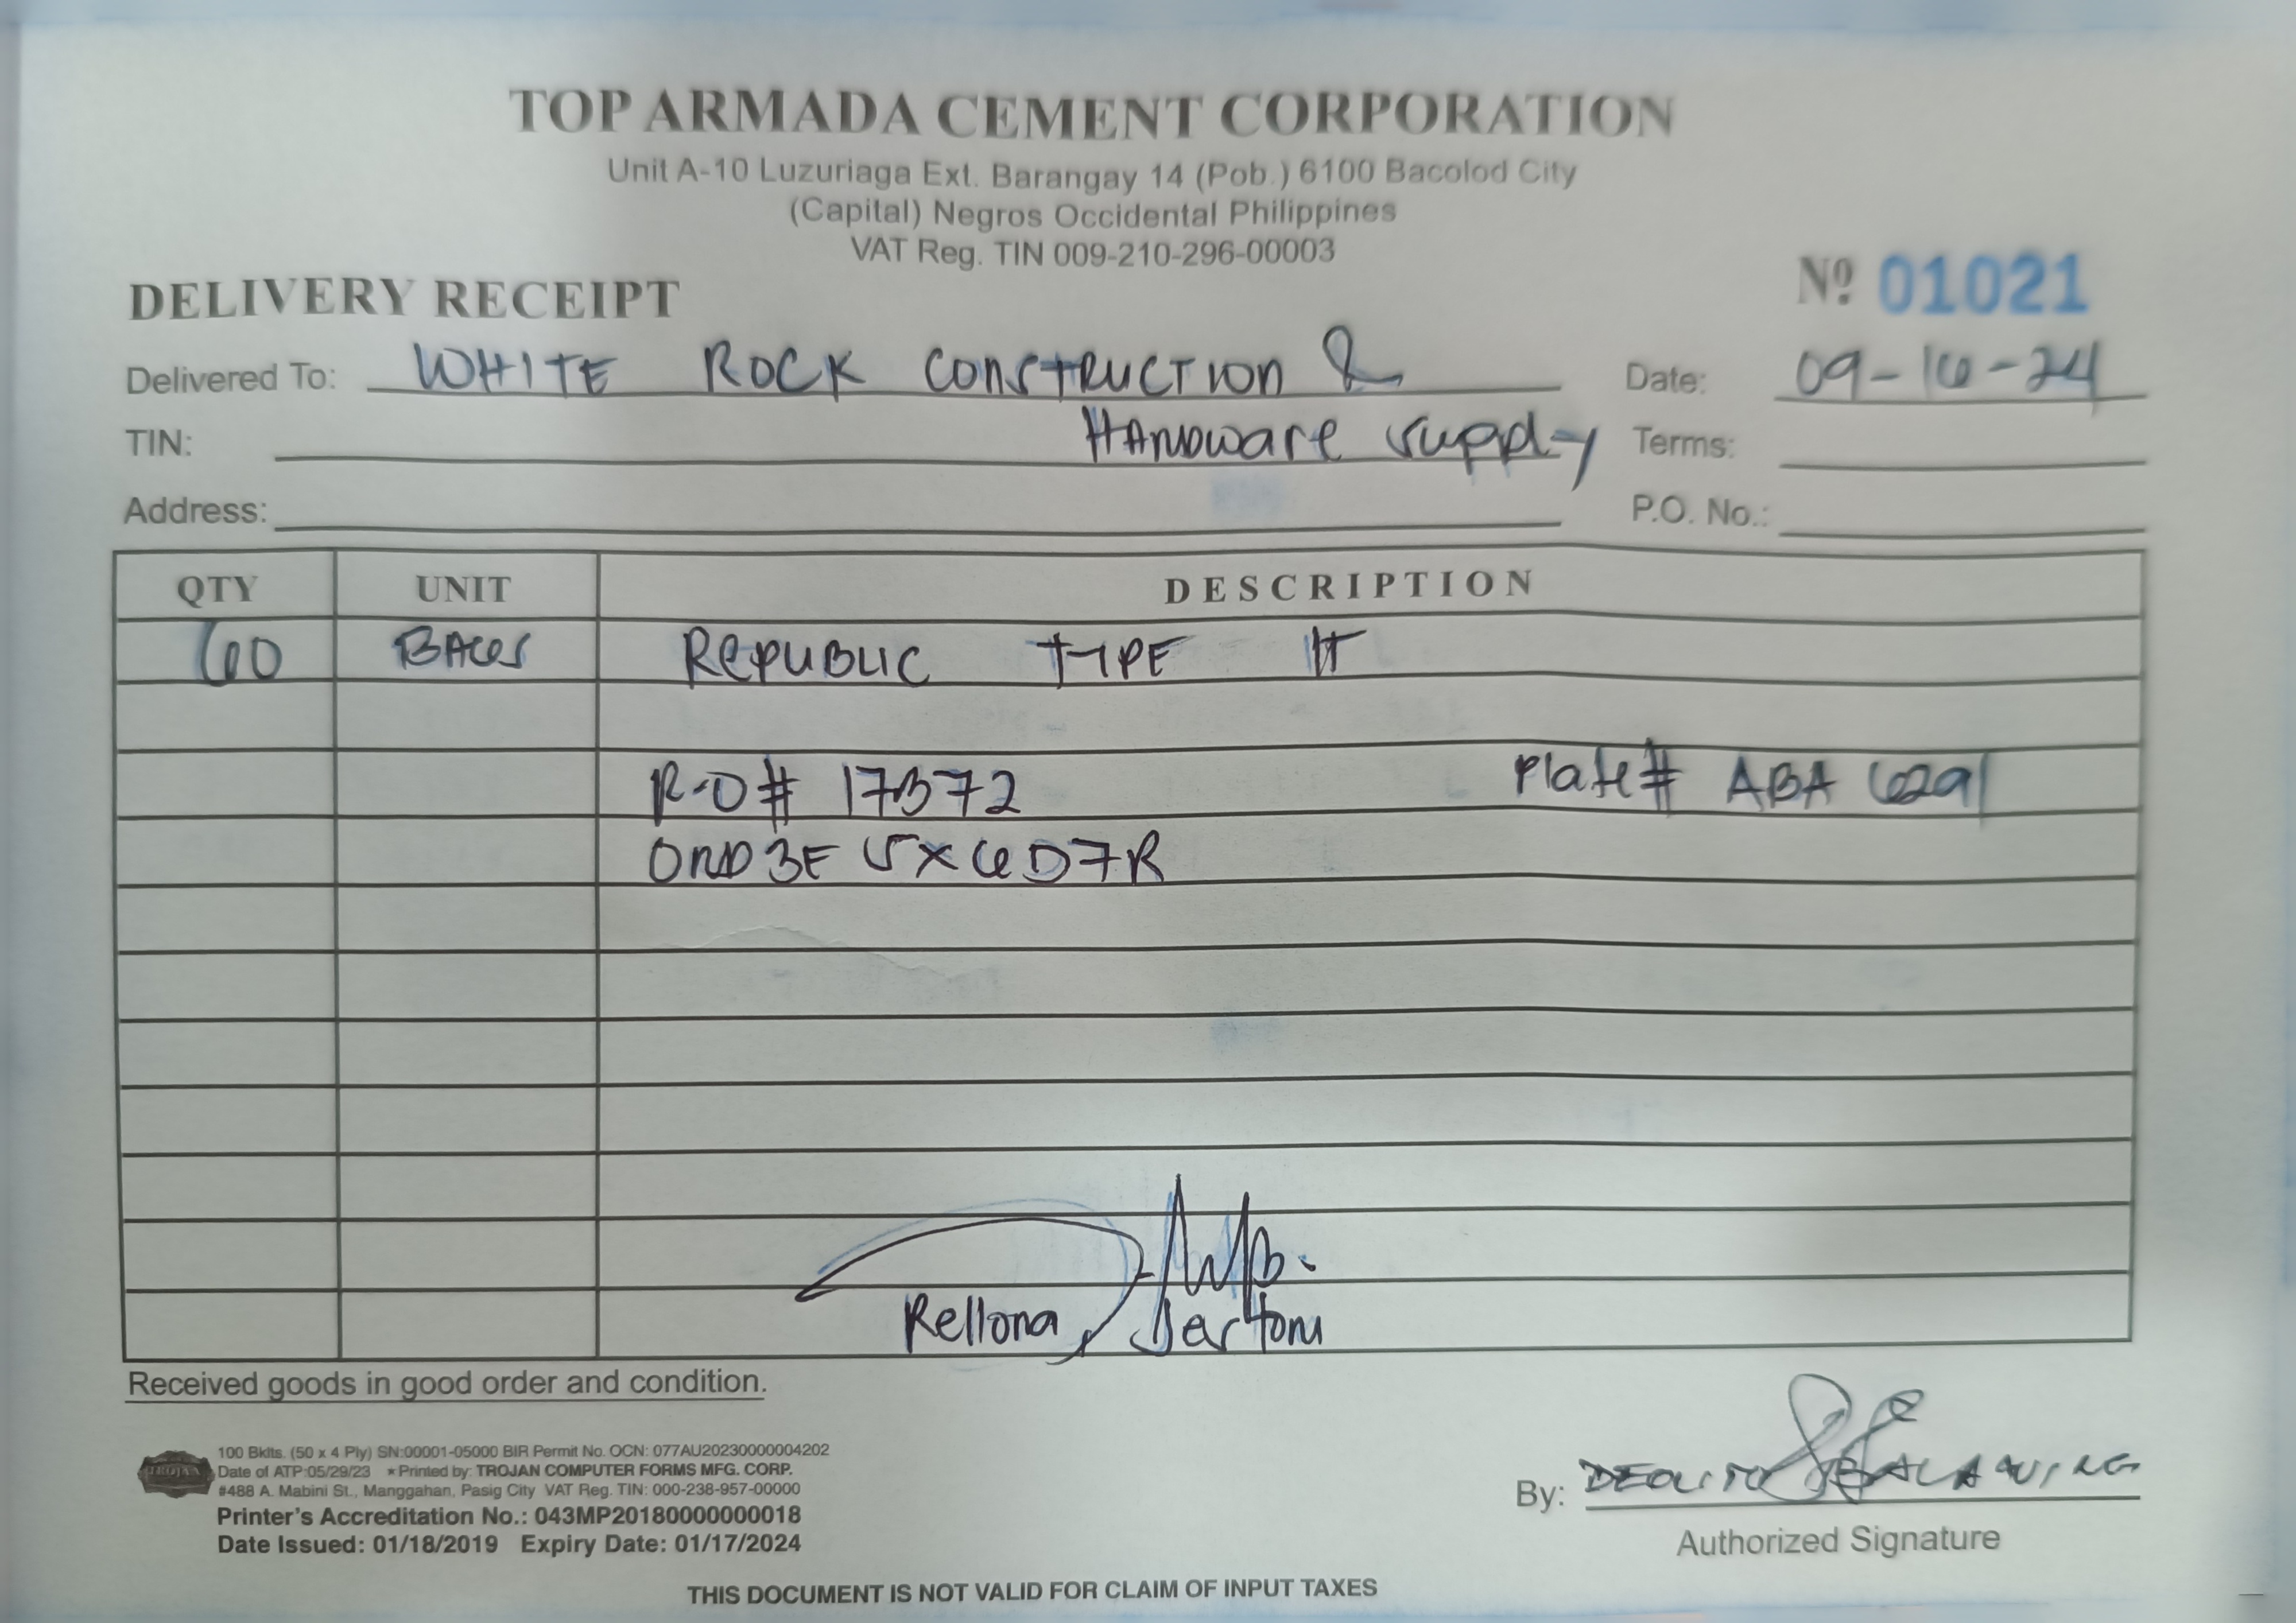 TOP ARMADA CEMENT CORPORATION
Unit A-10 Luzuriaga Ext. Barangay 14 (Pob.) 6100 Bacolod City
(Capital) Negros Occidental Philippines
VAT Reg. TIN 009-210-296-00003
DELIVERY RECEIPT Nº 01021
Delivered To: WHITE ROCK CONSTRUCTION & Date: 09-16-24
TIN: HARDWARE SUPPLY Terms:
Address: P.O. No.:
QTY UNIT DESCRIPTION
60 BAGS REPUBLIC TYPE 1T
R.O# 17372 Plate# ABA 6291
0RD3E5X6D7R
Rellona
Received goods in good order and condition.
TROJAN
100 Bklts. (50 x 4 Ply) SN:00001-05000 BIR Permit No. OCN: 077AU20230000004202
Date of ATP:05/29/23 ★Printed by: TROJAN COMPUTER FORMS MFG. CORP.
#488 A. Mabini St., Manggahan, Pasig City VAT Reg. TIN: 000-238-957-00000
Printer's Accreditation No.: 043MP20180000000018
Date Issued: 01/18/2019 Expiry Date: 01/17/2024
By:
Authorized Signature
THIS DOCUMENT IS NOT VALID FOR CLAIM OF INPUT TAXES